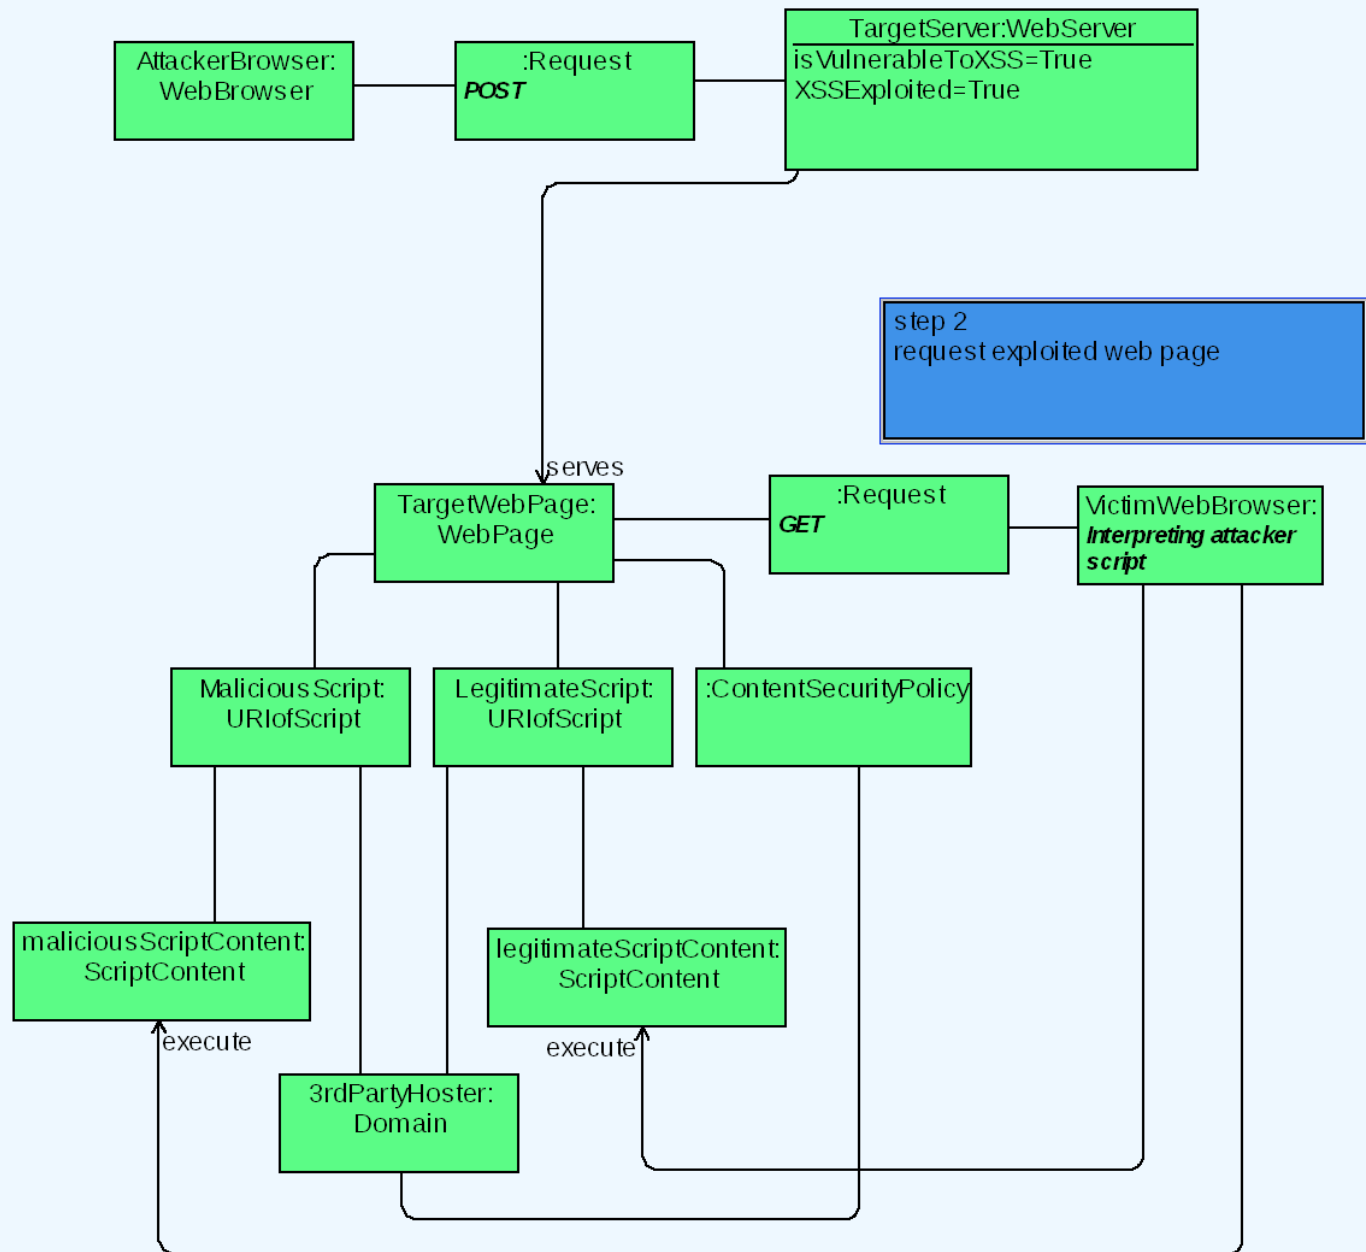 AttackerBrowser:
WebBrowser
:Request
POST
TargetServer:WebServer
isVulnerableToXSS=True
XSSExploited=True
step 2
request exploited web page
serves
TargetWebPage:
WebPage
:Request
GET
VictimWebBrowser:
Interpreting attacker
script
MaliciousScript:
URIofScript
LegitimateScript:
URIofScript
:ContentSecurityPolicy
maliciousScriptContent:
ScriptContent
legitimateScriptContent:
ScriptContent
execute
execute
3rdPartyHoster:
Domain